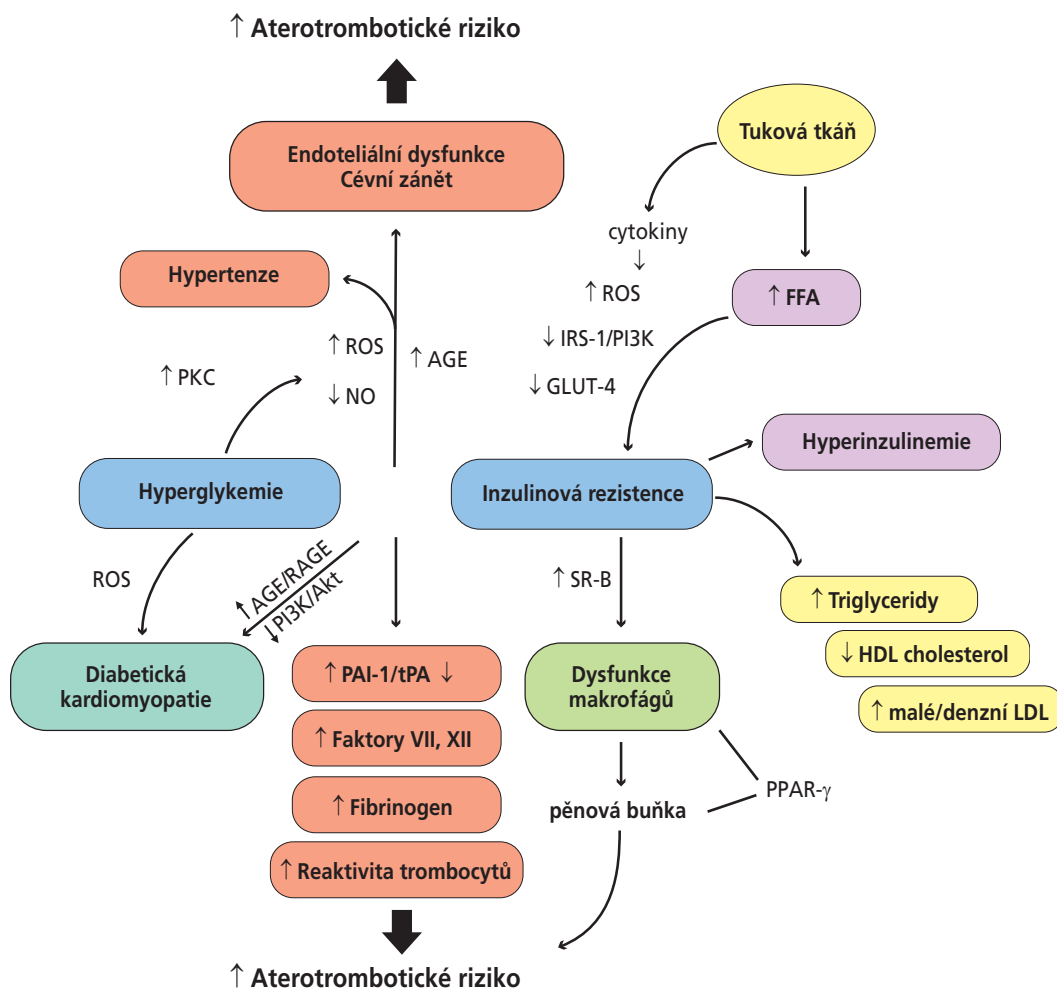 ↑ Aterotrombotické riziko
Endoteliální dysfunkce
Cévní zánět
Hypertenze
↑ ROS
↓ NO
↑ AGE
↑ PKC
Hyperglykemie
ROS
↑ AGE/RAGE
↓ PI3K/Akt
Diabetická
kardiomyopatie
↑ PAI-1/tPA ↓
↑ Faktory VII, XII
↑ Fibrinogen
↑ Reaktivita trombocytů
↑ Aterotrombotické riziko
Tuková tkáň
cytokiny
↓
↑ ROS
↓ IRS-1/PI3K
↓ GLUT-4
↑ FFA
Hyperinzulinemie
Inzulinová rezistence
↑ SR-B
↑ Triglyceridy
↓ HDL cholesterol
↑ malé/denzní LDL
Dysfunkce
makrofágů
PPAR-γ
pěnová buňka